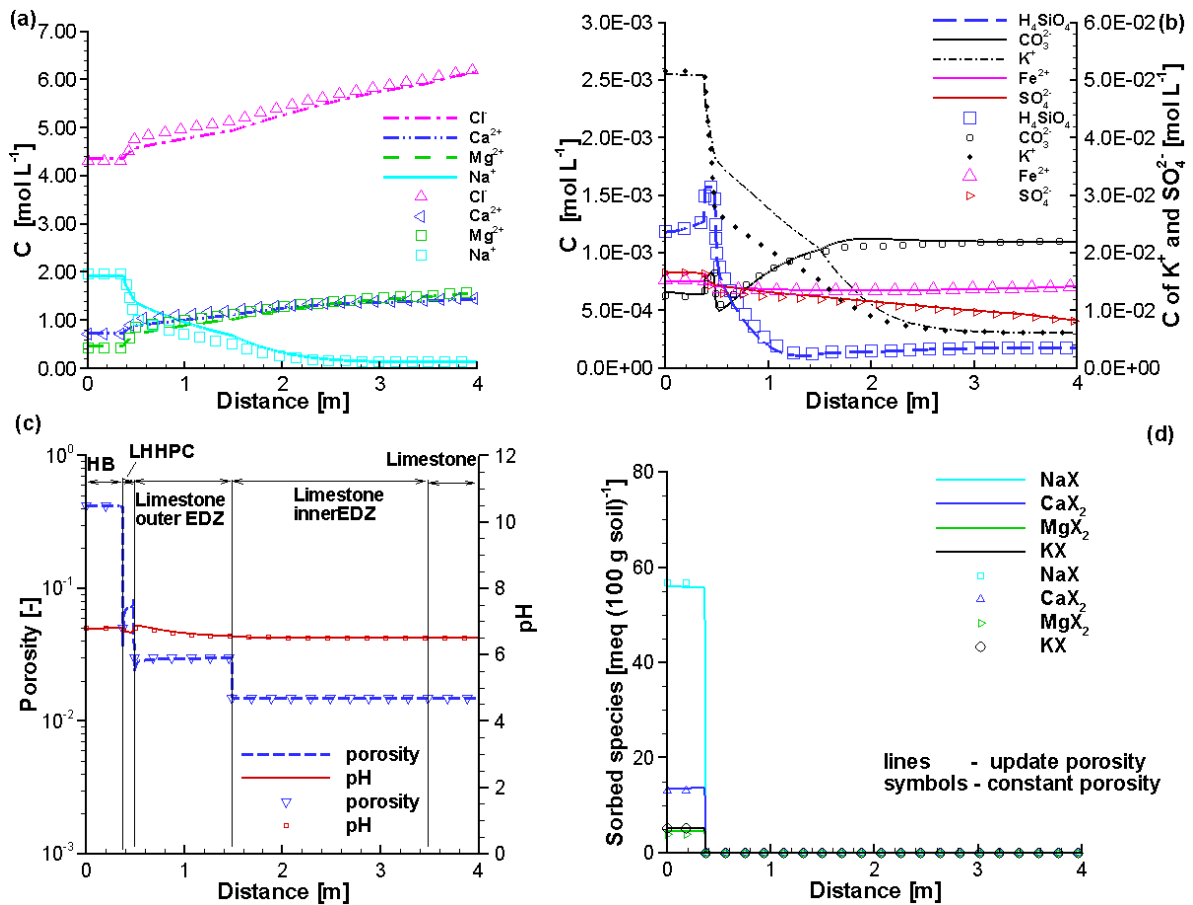 (a)
7.00
6.00
5.00
4.00
3.00
2.00
1.00
0.00
C [mol L⁻¹]
0 1 2 3 4
Distance [m]
Cl⁻
Ca²⁺
Mg²⁺
Na⁺
Cl⁻
Ca²⁺
Mg²⁺
Na⁺
(b)
3.0E-03
2.5E-03
2.0E-03
1.5E-03
1.0E-03
5.0E-04
0.0E+00
C [mol L⁻¹]
6.0E-02
5.0E-02
4.0E-02
3.0E-02
2.0E-02
1.0E-02
0.0E+00
C of K⁺ and SO₄²⁻ [mol L⁻¹]
0 1 2 3 4
Distance [m]
H₄SiO₄
CO₃²⁻
K⁺
Fe²⁺
SO₄²⁻
H₄SiO₄
CO₃²⁻
K⁺
Fe²⁺
SO₄²⁻
(c)
10⁰
10⁻¹
10⁻²
10⁻³
Porosity [-]
12
10
8
6
4
2
0
pH
HB
LHHPC
Limestone
outer EDZ
Limestone
innerEDZ
Limestone
porosity
pH
porosity
pH
0 1 2 3 4
Distance [m]
(d)
80
60
40
20
0
Sorbed species [meq (100 g soil)⁻¹]
NaX
CaX₂
MgX₂
KX
NaX
CaX₂
MgX₂
KX
lines - update porosity
symbols - constant porosity
0 1 2 3 4
Distance [m]